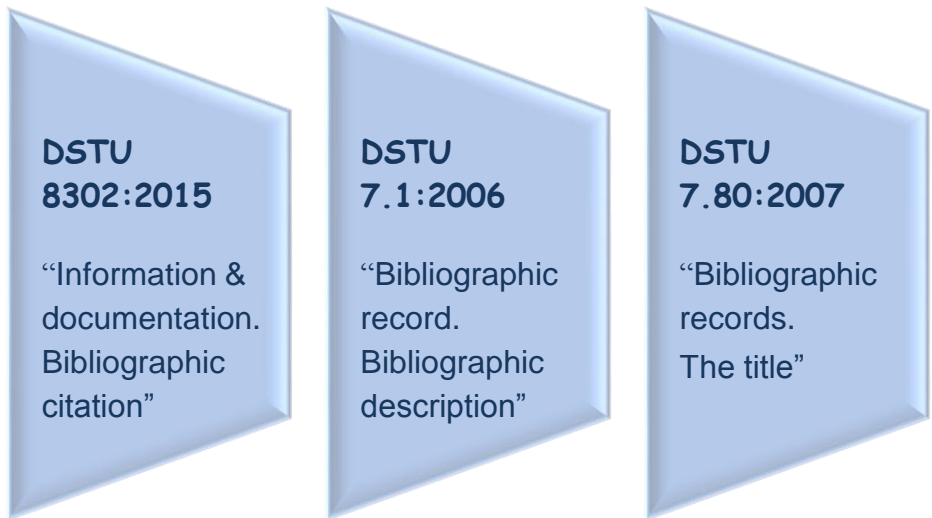 DSTU
8302:2015
“Information &
documentation.
Bibliographic
citation”
DSTU
7.1:2006
“Bibliographic
record.
Bibliographic
description”
DSTU
7.80:2007
“Bibliographic
records.
The title”